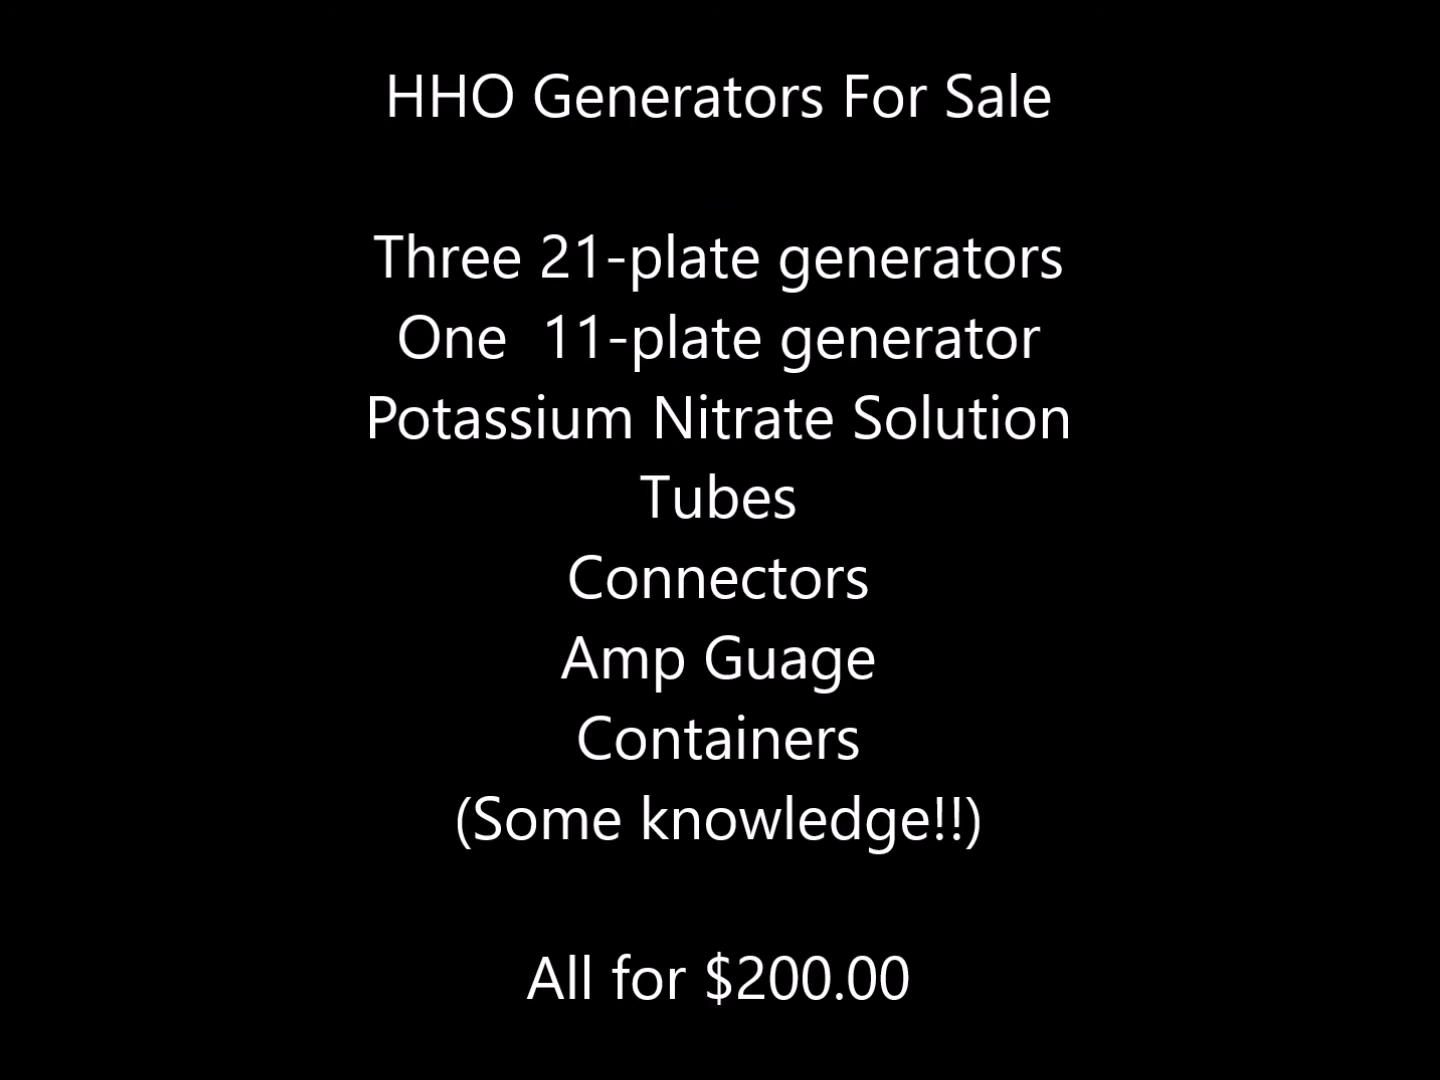 HHO Generators For Sale
Three 21-plate generators
One  11-plate generator
Potassium Nitrate Solution
Tubes
Connectors
Amp Guage
Containers
(Some knowledge!!)
All for $200.00